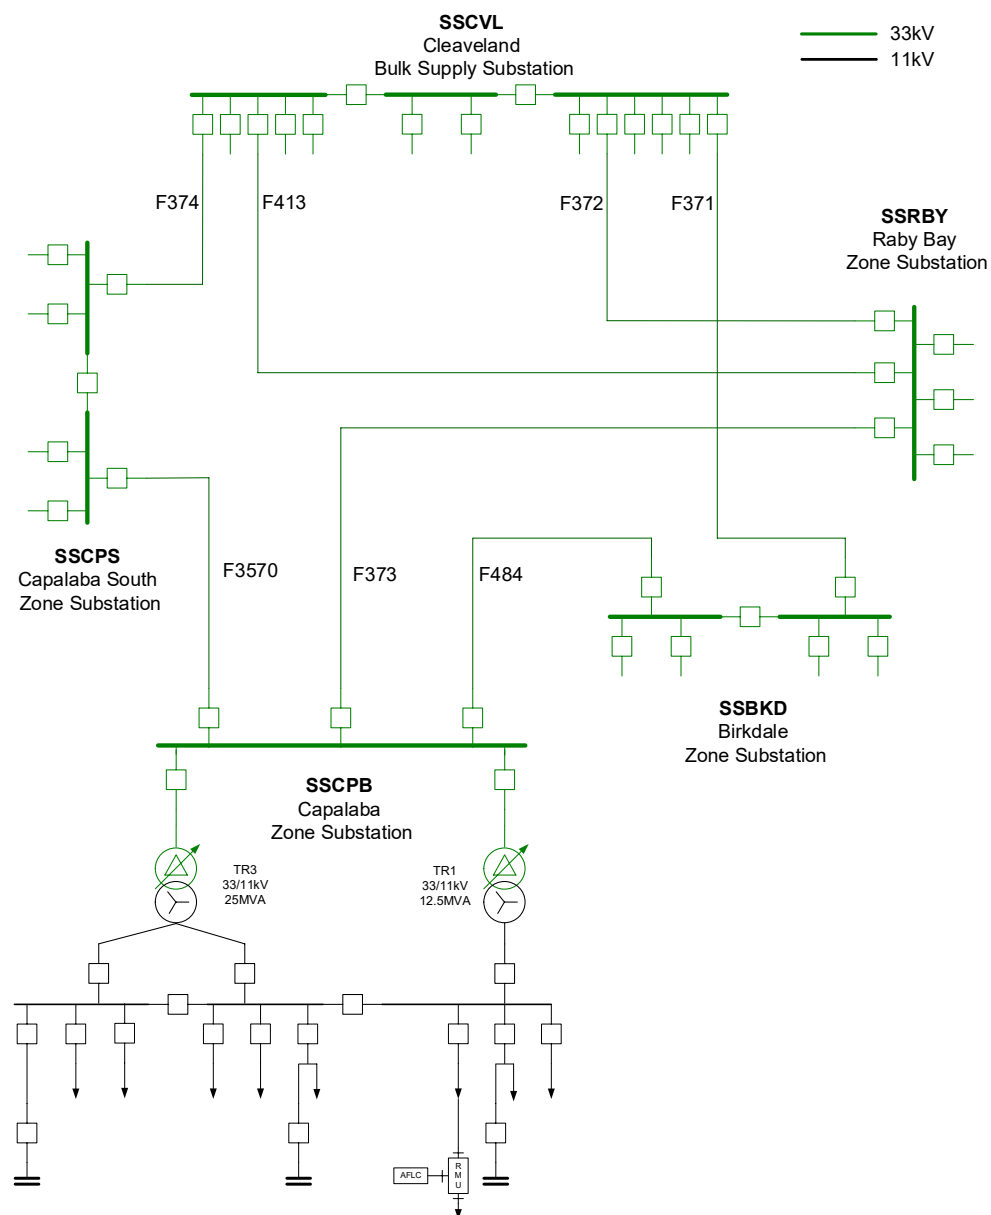 SSCVL
Cleaveland
Bulk Supply Substation
33kV
11kV
F374
F413
F372
F371
SSRBY
Raby Bay
Zone Substation
SSCPS
Capalaba South
Zone Substation
F3570
F373
F484
SSBKD
Birkdale
Zone Substation
SSCPB
Capalaba
Zone Substation
TR3
33/11kV
25MVA
TR1
33/11kV
12.5MVA
AFLC
R
M
U